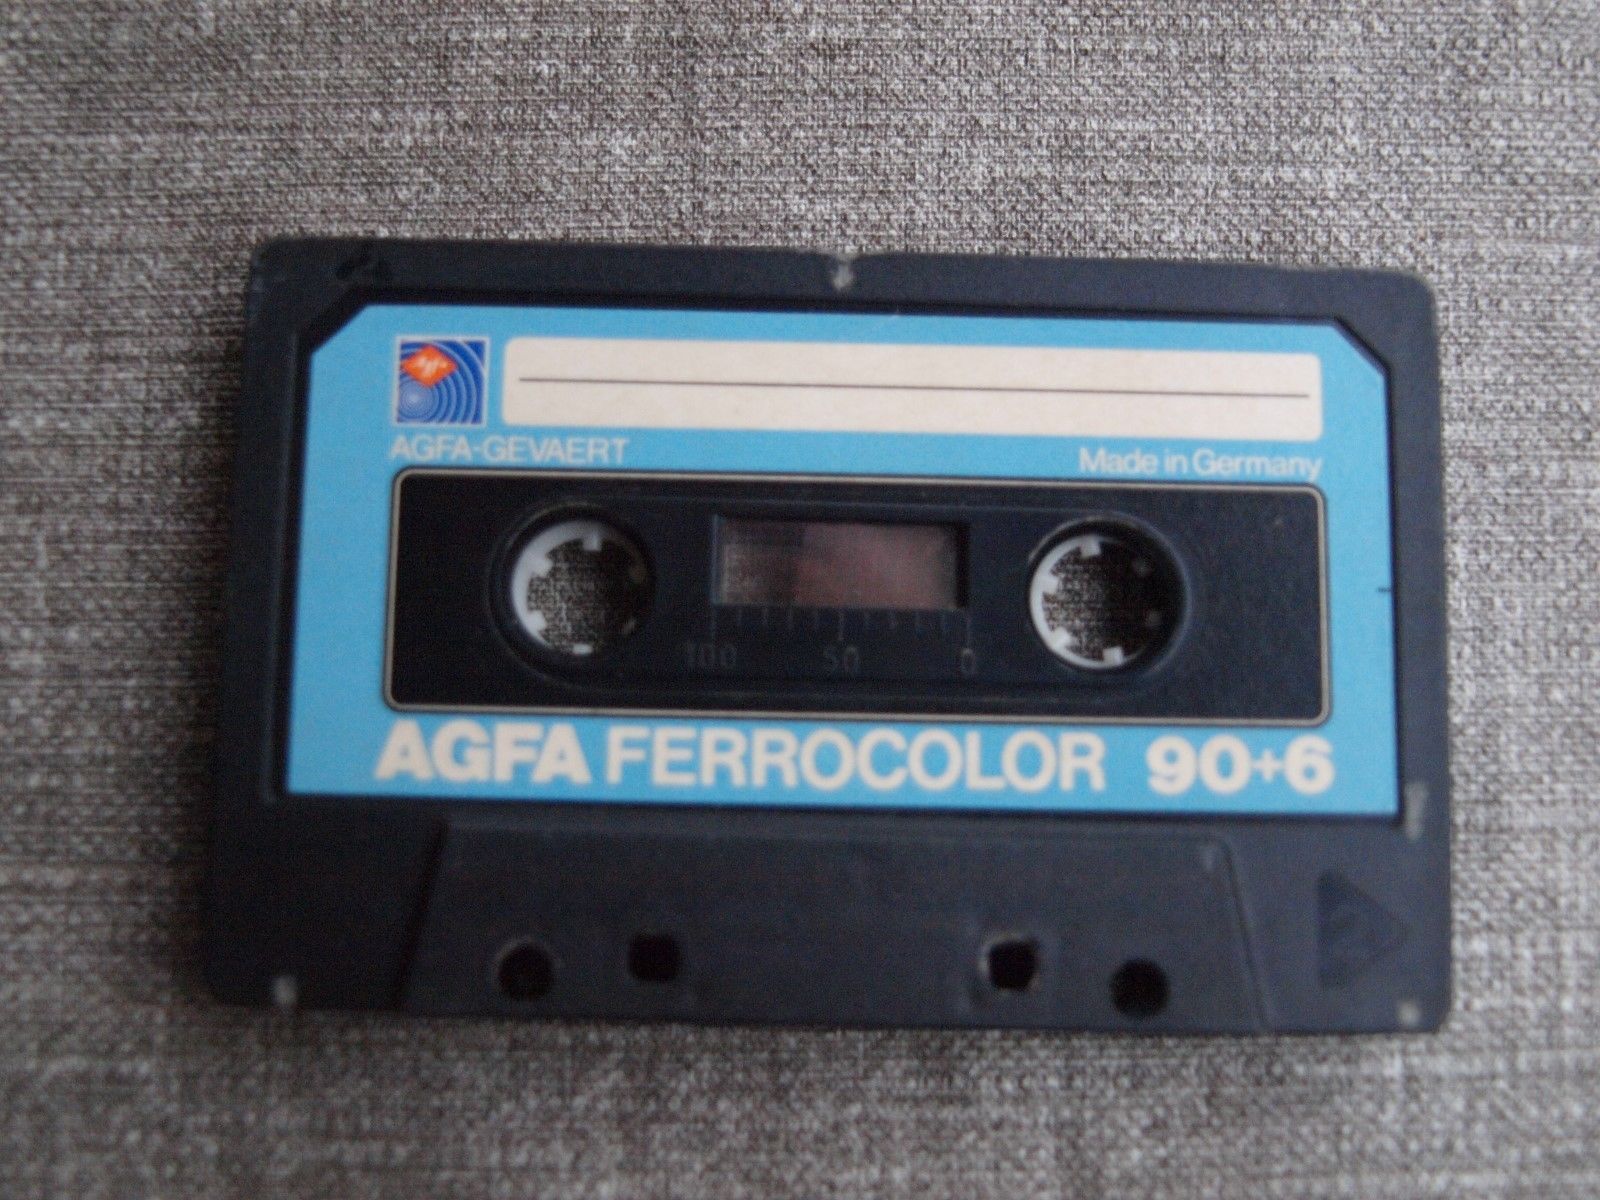 AGFA-GEVAERT
Made in Germany
100 50 0
AGFA FERROCOLOR 90+6